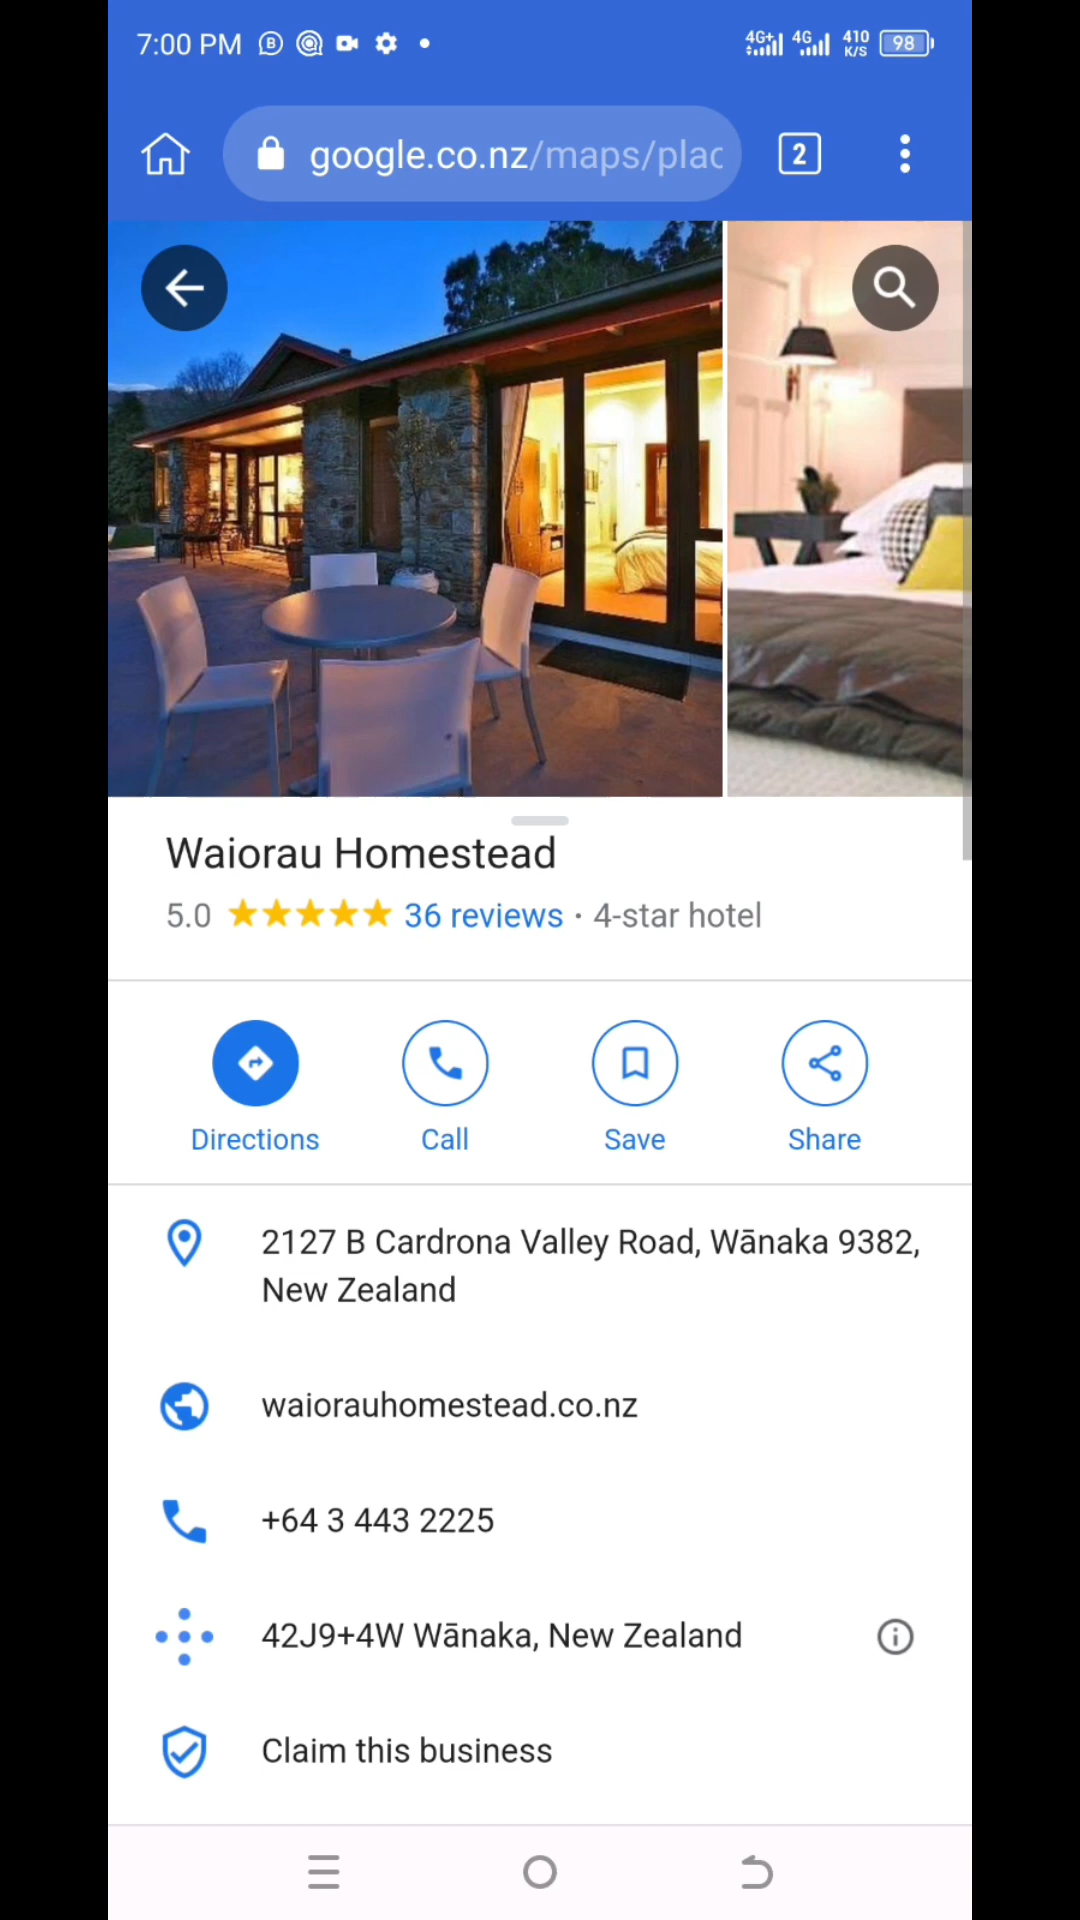 7:00 PM
4G+ 4G 410 K/S 98
google.co.nz/maps/plac
2
Waiorau Homestead
5.0 36 reviews · 4-star hotel
Directions Call Save Share
2127 B Cardrona Valley Road, Wānaka 9382,
New Zealand
waiorauhomestead.co.nz
+64 3 443 2225
42J9+4W Wānaka, New Zealand
Claim this business